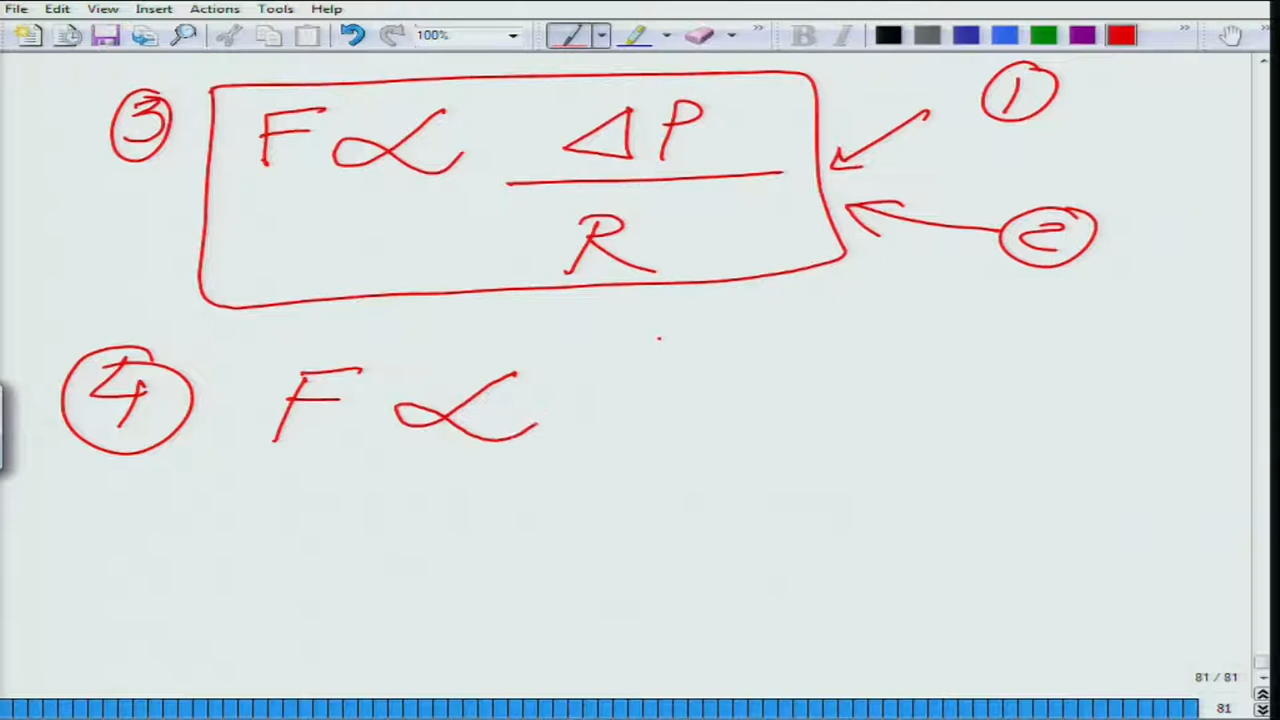 File Edit View Insert Actions Tools Help
100% B I
③ F ∝ ΔP / R ①
②
④ F ∝
81 / 81
81